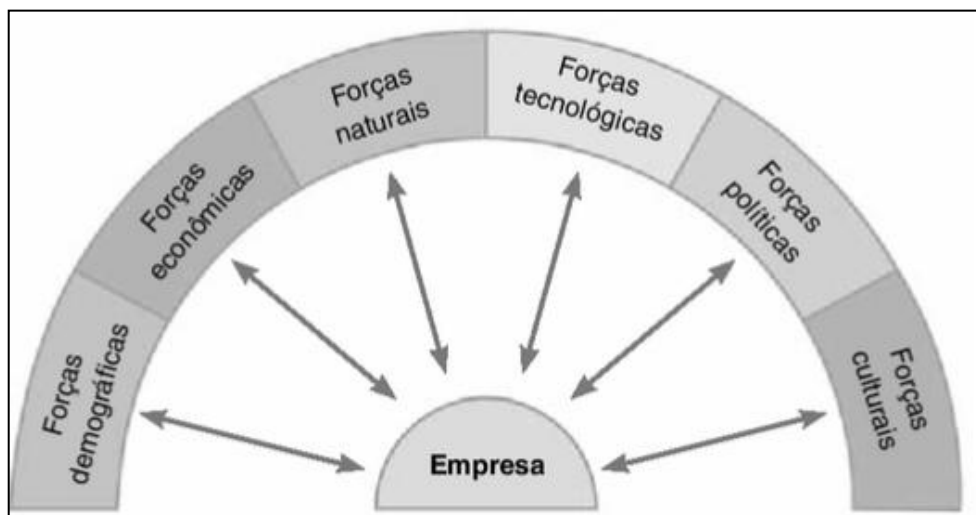 Forças
demográficas
Forças
econômicas
Forças
naturais
Forças
tecnológicas
Forças
políticas
Forças
culturais
Empresa